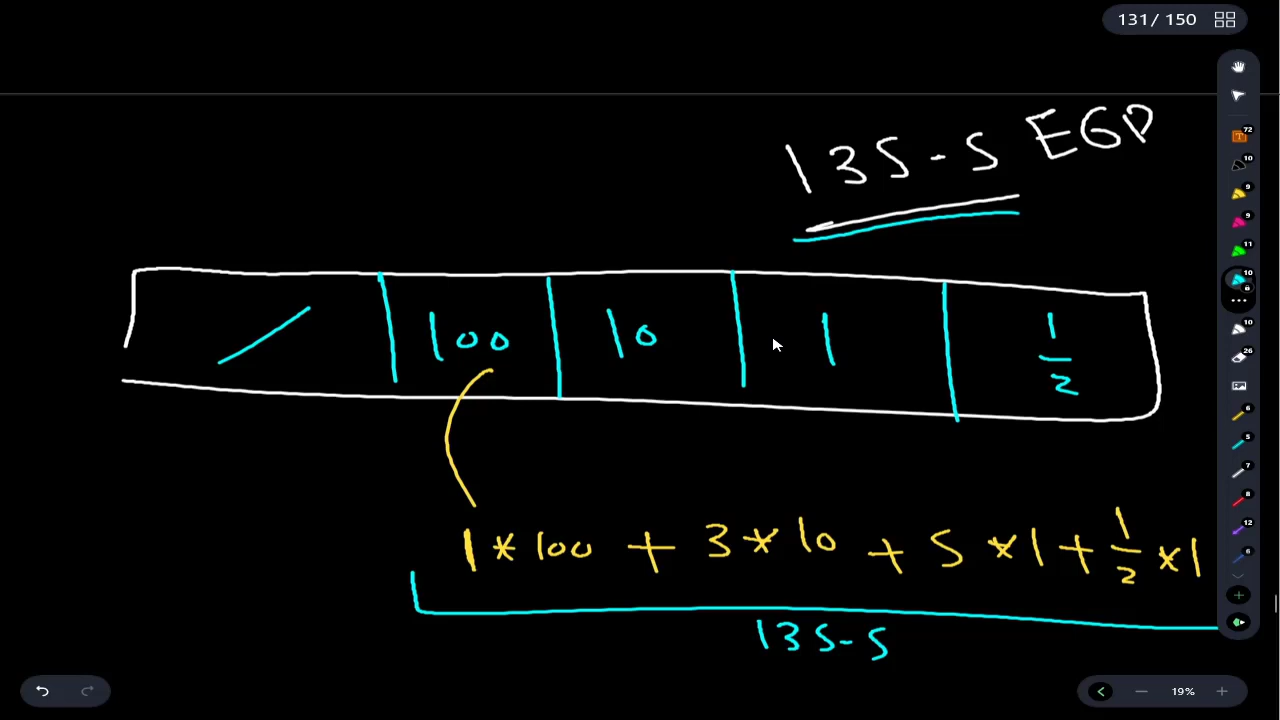 131/ 150
135-5 EGP
/ 100 10 1 1/2
1*100 + 3*10 + 5*1 + 1/2*1
135-5
19%